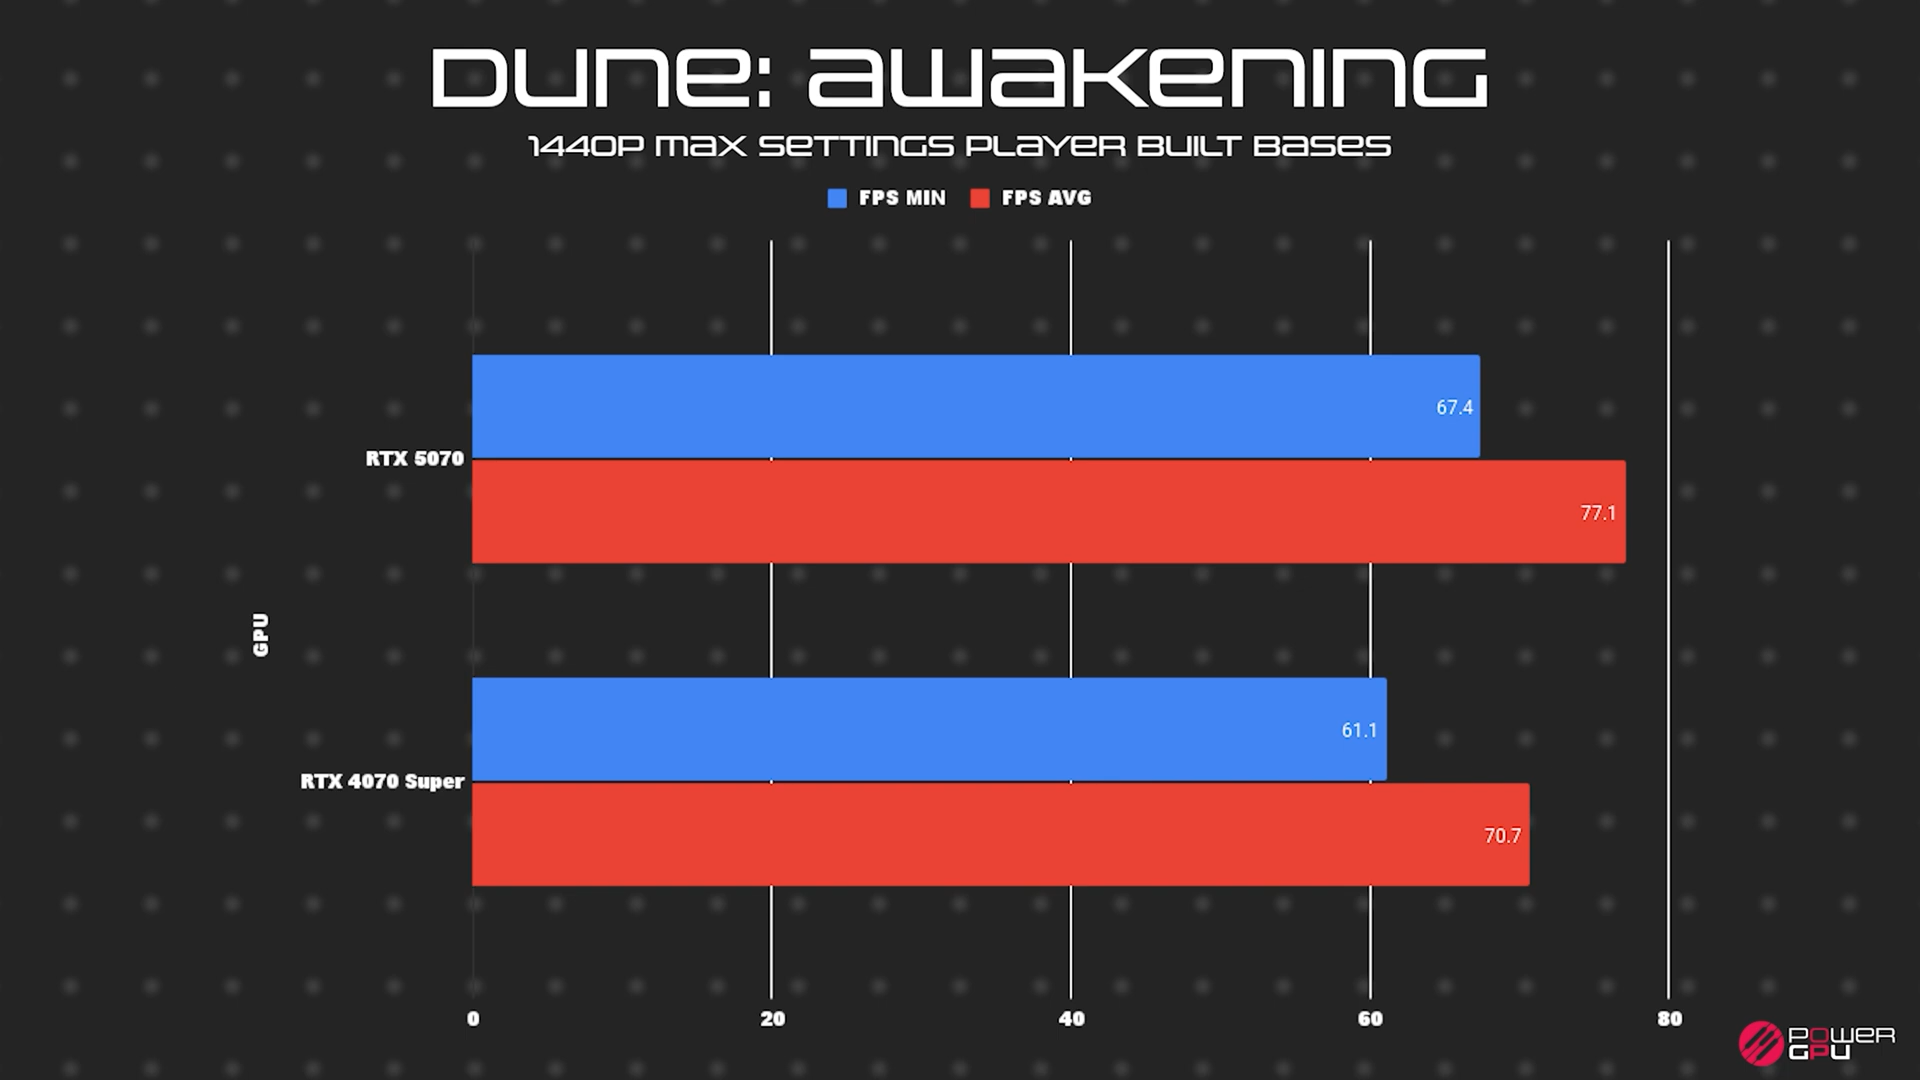 Dune: Awakening
1440P Max Settings Player Built Bases
FPS MIN FPS AVG
67.4
RTX 5070
77.1
GPU
61.1
RTX 4070 Super
70.7
0 20 40 60 80
POWER
GPU